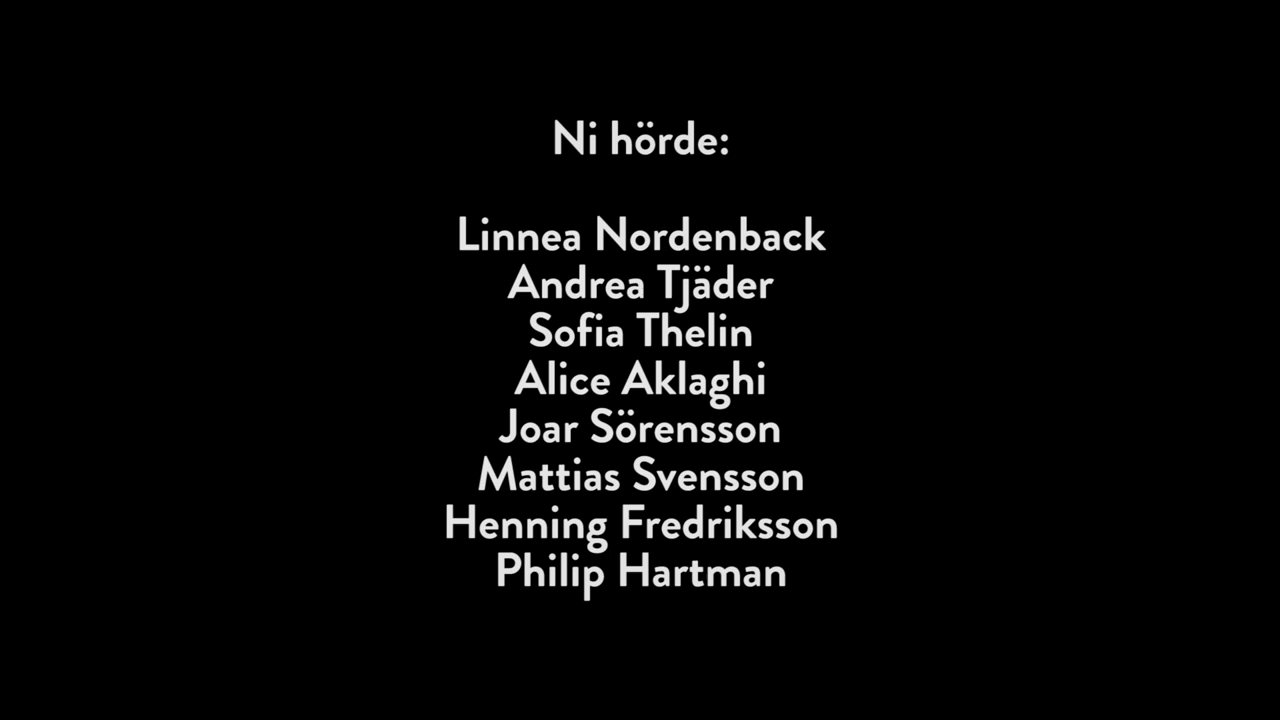 Ni hörde:
Linnea Nordenback
Andrea Tjäder
Sofia Thelin
Alice Aklaghi
Joar Sörensson
Mattias Svensson
Henning Fredriksson
Philip Hartman